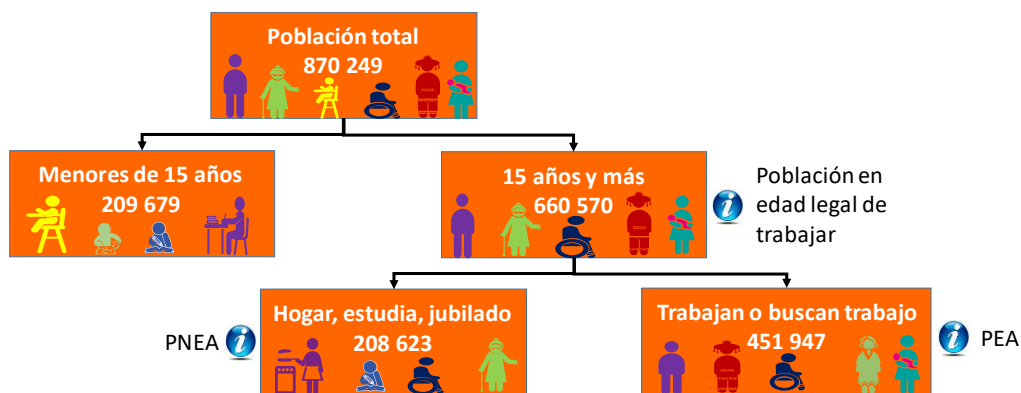 Población total
870 249
Menores de 15 años
209 679
15 años y más
660 570
i
Población en
edad legal de
trabajar
Hogar, estudia, jubilado
208 623
PNEA i
Trabajan o buscan trabajo
451 947
i PEA